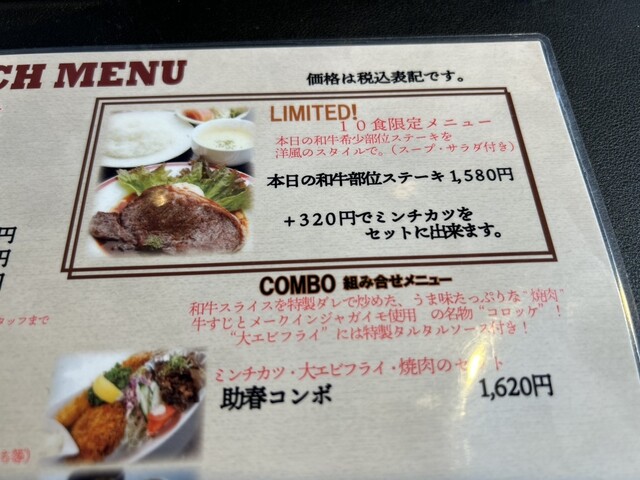 CH MENU
価格は税込表記です。
LIMITED!
１０食限定メニュー
本日の和牛希少部位ステーキを
洋風のスタイルで。(スープ・サラダ付き)
本日の和牛部位ステーキ 1,580円
＋320円でミンチカツを
セットに出来ます。
COMBO 組み合せメニュー
和牛スライスを特製ダレで炒めた、うま味たっぷりな"焼肉"
牛すじとメークインジャガイモ使用 の名物"コロッケ"！
"大エビフライ"には特製タルタルソース付き！
ミンチカツ・大エビフライ・焼肉のセット
助春コンボ 1,620円
円
円
タッフまで
ち等)